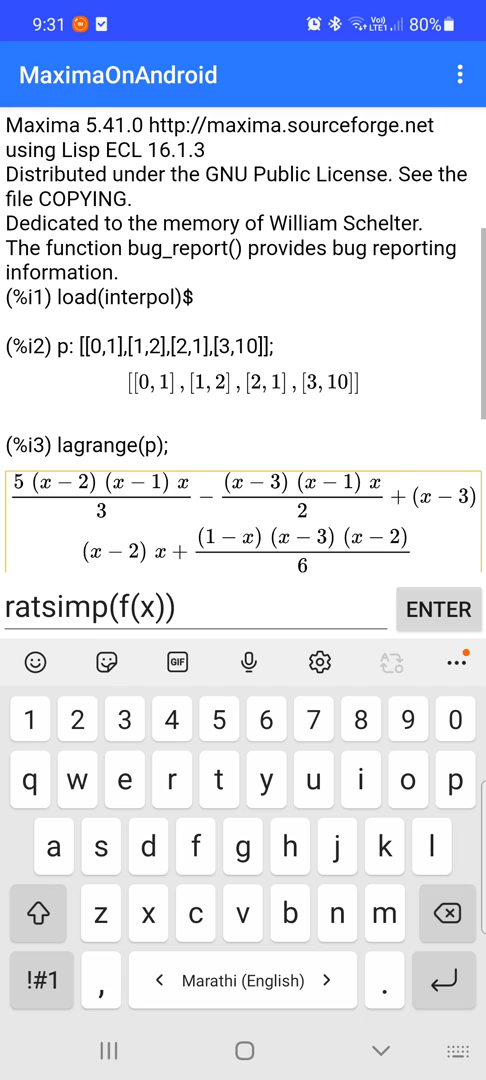 9:31 Vo)) LTE1 80%
MaximaOnAndroid
Maxima 5.41.0 http://maxima.sourceforge.net
using Lisp ECL 16.1.3
Distributed under the GNU Public License. See the
file COPYING.
Dedicated to the memory of William Schelter.
The function bug_report() provides bug reporting
information.
(%i1) load(interpol)$
(%i2) p: [[0,1],[1,2],[2,1],[3,10]];
[[0, 1] , [1, 2] , [2, 1] , [3, 10]]
(%i3) lagrange(p);
5 (x − 2) (x − 1) x / 3 − (x − 3) (x − 1) x / 2 + (x − 3)
(x − 2) x + (1 − x) (x − 3) (x − 2) / 6
ratsimp(f(x)) ENTER
GIF
1 2 3 4 5 6 7 8 9 0
q w e r t y u i o p
a s d f g h j k l
z x c v b n m
!#1 , < Marathi (English) > .